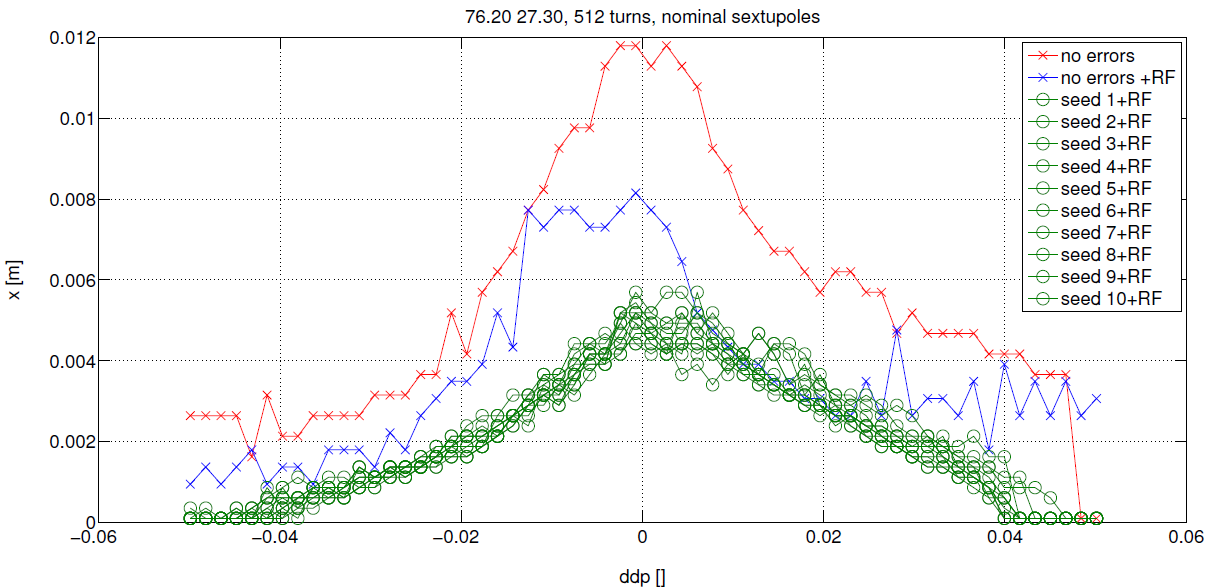 76.20 27.30, 512 turns, nominal sextupoles
0.012
0.01
0.008
0.006
0.004
0.002
0
x [m]
−0.06
−0.04
−0.02
0
0.02
0.04
0.06
ddp []
no errors
no errors +RF
seed 1+RF
seed 2+RF
seed 3+RF
seed 4+RF
seed 5+RF
seed 6+RF
seed 7+RF
seed 8+RF
seed 9+RF
seed 10+RF